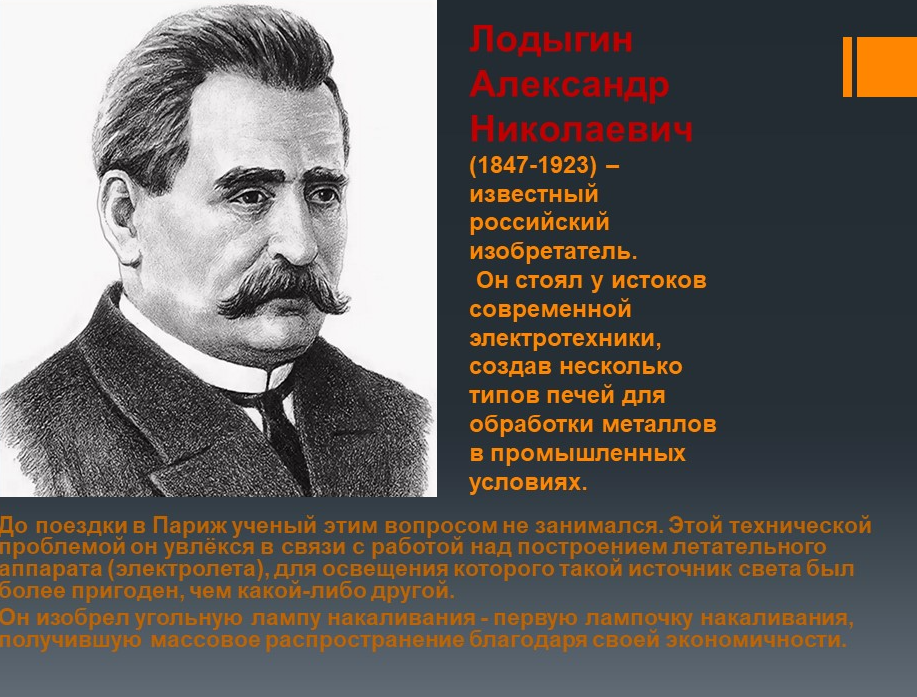 Лодыгин
Александр
Николаевич
(1847-1923) –
известный
российский
изобретатель.
Он стоял у истоков
современной
электротехники,
создав несколько
типов печей для
обработки металлов
в промышленных
условиях.
До поездки в Париж ученый этим вопросом не занимался. Этой технической
проблемой он увлёкся в связи с работой над построением летательного
аппарата (электролета), для освещения которого такой источник света был
более пригоден, чем какой-либо другой.
Он изобрел угольную лампу накаливания - первую лампочку накаливания,
получившую массовое распространение благодаря своей экономичности.